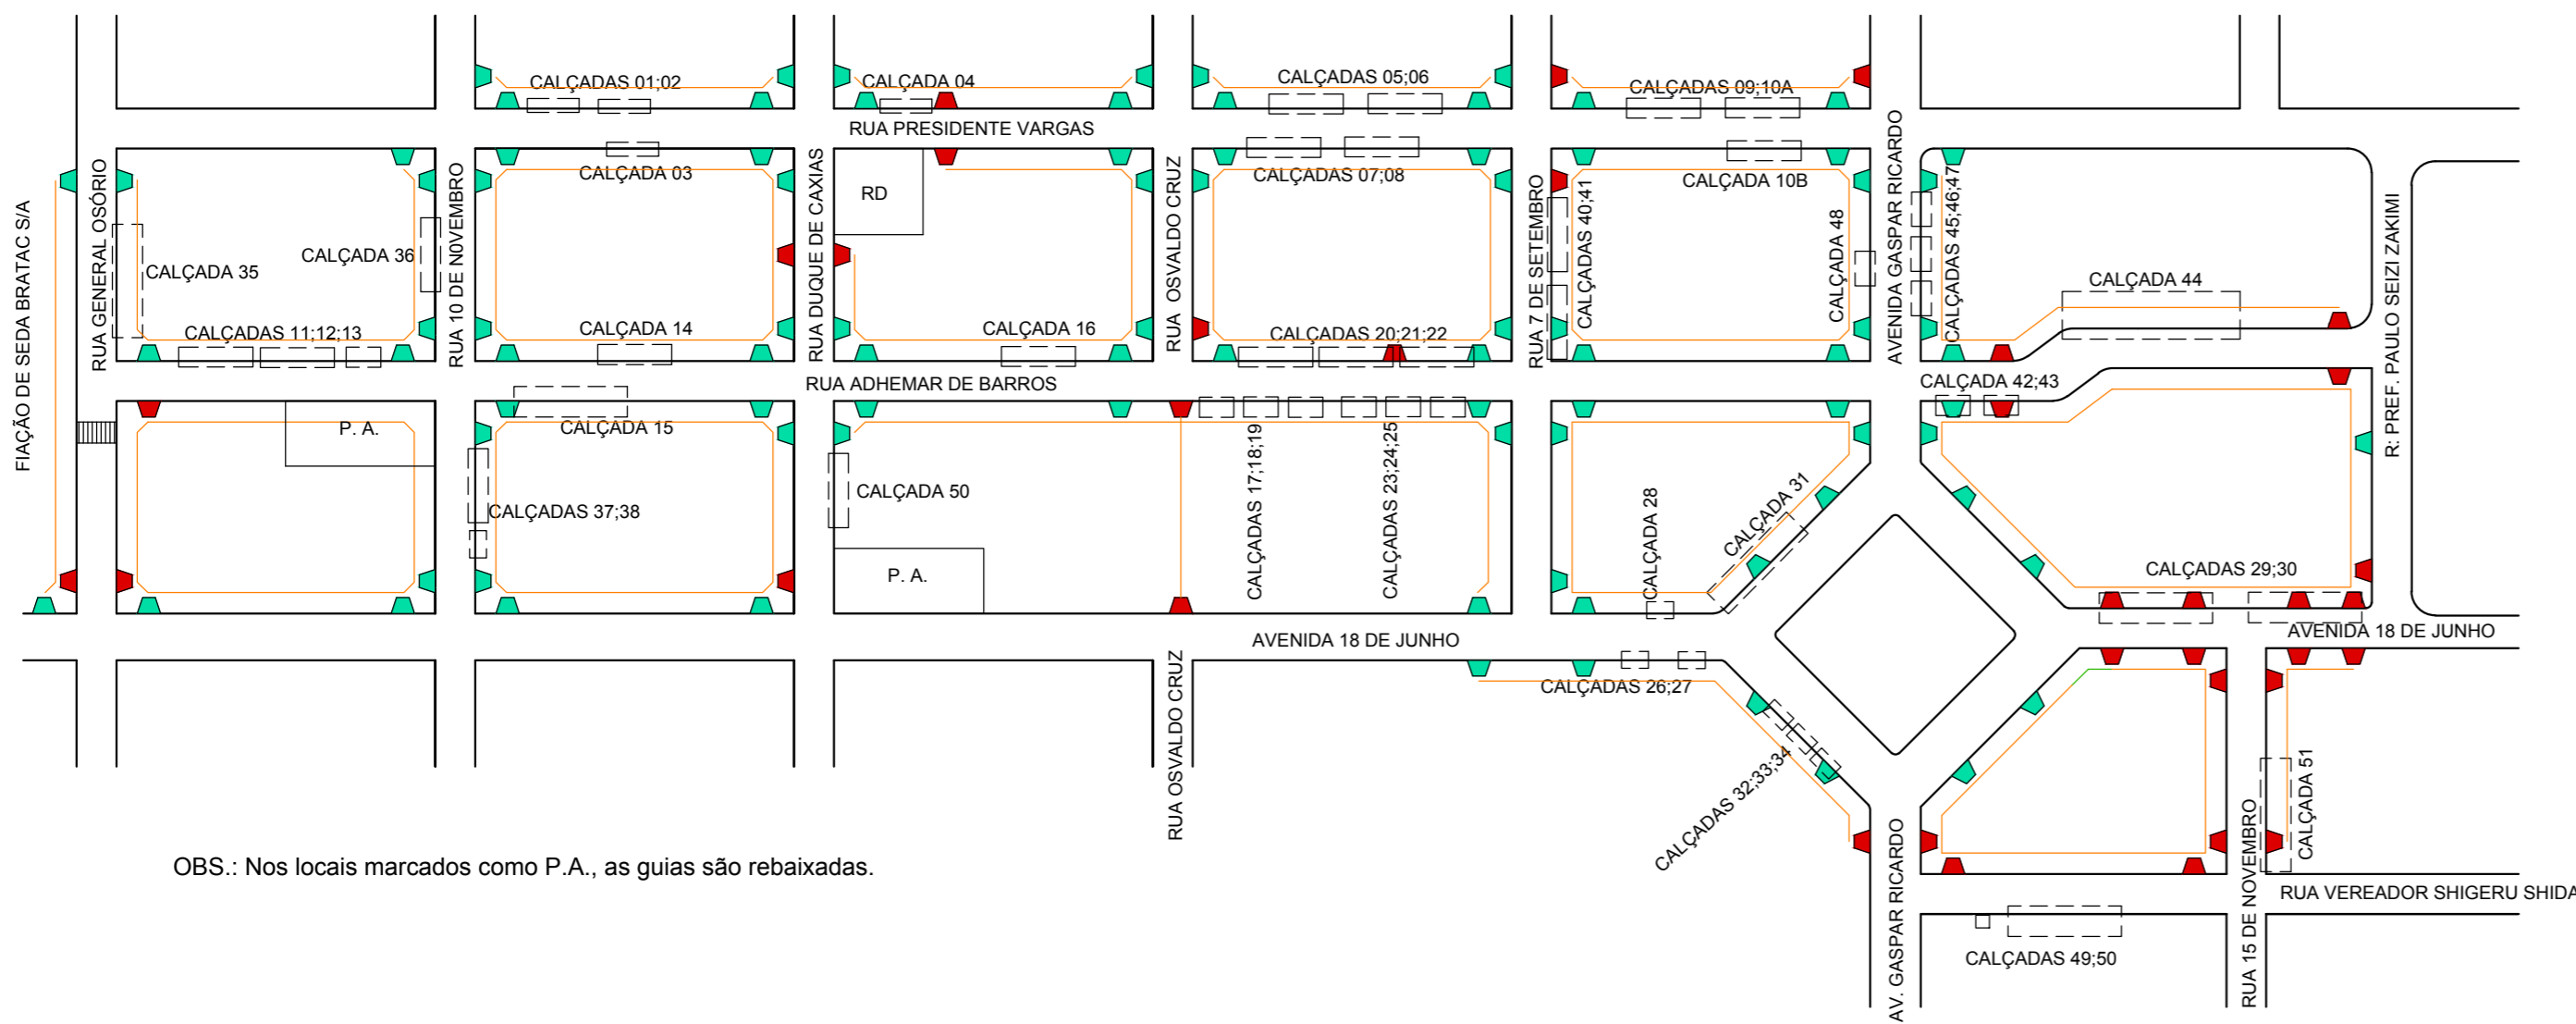 CALÇADAS 01;02
CALÇADA 04
CALÇADAS 05;06
CALÇADAS 09;10A
RUA PRESIDENTE VARGAS
CALÇADA 03
RD
CALÇADAS 07;08
CALÇADA 10B
FIAÇÃO DE SEDA BRATAC S/A
RUA GENERAL OSÓRIO
RUA 10 DE NOVEMBRO
RUA DUQUE DE CAXIAS
RUA OSVALDO CRUZ
RUA 7 DE SETEMBRO
CALÇADAS 40;41
CALÇADA 48
AVENIDA GASPAR RICARDO
CALÇADAS 45;46;47
R: PREF. PAULO SEIZI ZAKIMI
CALÇADA 35
CALÇADA 36
CALÇADA 44
CALÇADAS 11;12;13
CALÇADA 14
CALÇADA 16
CALÇADAS 20;21;22
RUA ADHEMAR DE BARROS
CALÇADA 42;43
P. A.
CALÇADA 15
CALÇADAS 37;38
CALÇADA 50
CALÇADAS 17;18;19
CALÇADAS 23;24;25
CALÇADA 28
CALÇADA 31
P. A.
CALÇADAS 29;30
AVENIDA 18 DE JUNHO
AVENIDA 18 DE JUNHO
RUA OSVALDO CRUZ
CALÇADAS 26;27
CALÇADAS 32;33;34
CALÇADA 51
OBS.: Nos locais marcados como P.A., as guias são rebaixadas.
AV. GASPAR RICARDO
RUA 15 DE NOVEMBRO
RUA VEREADOR SHIGERU SHIDA
CALÇADAS 49;50